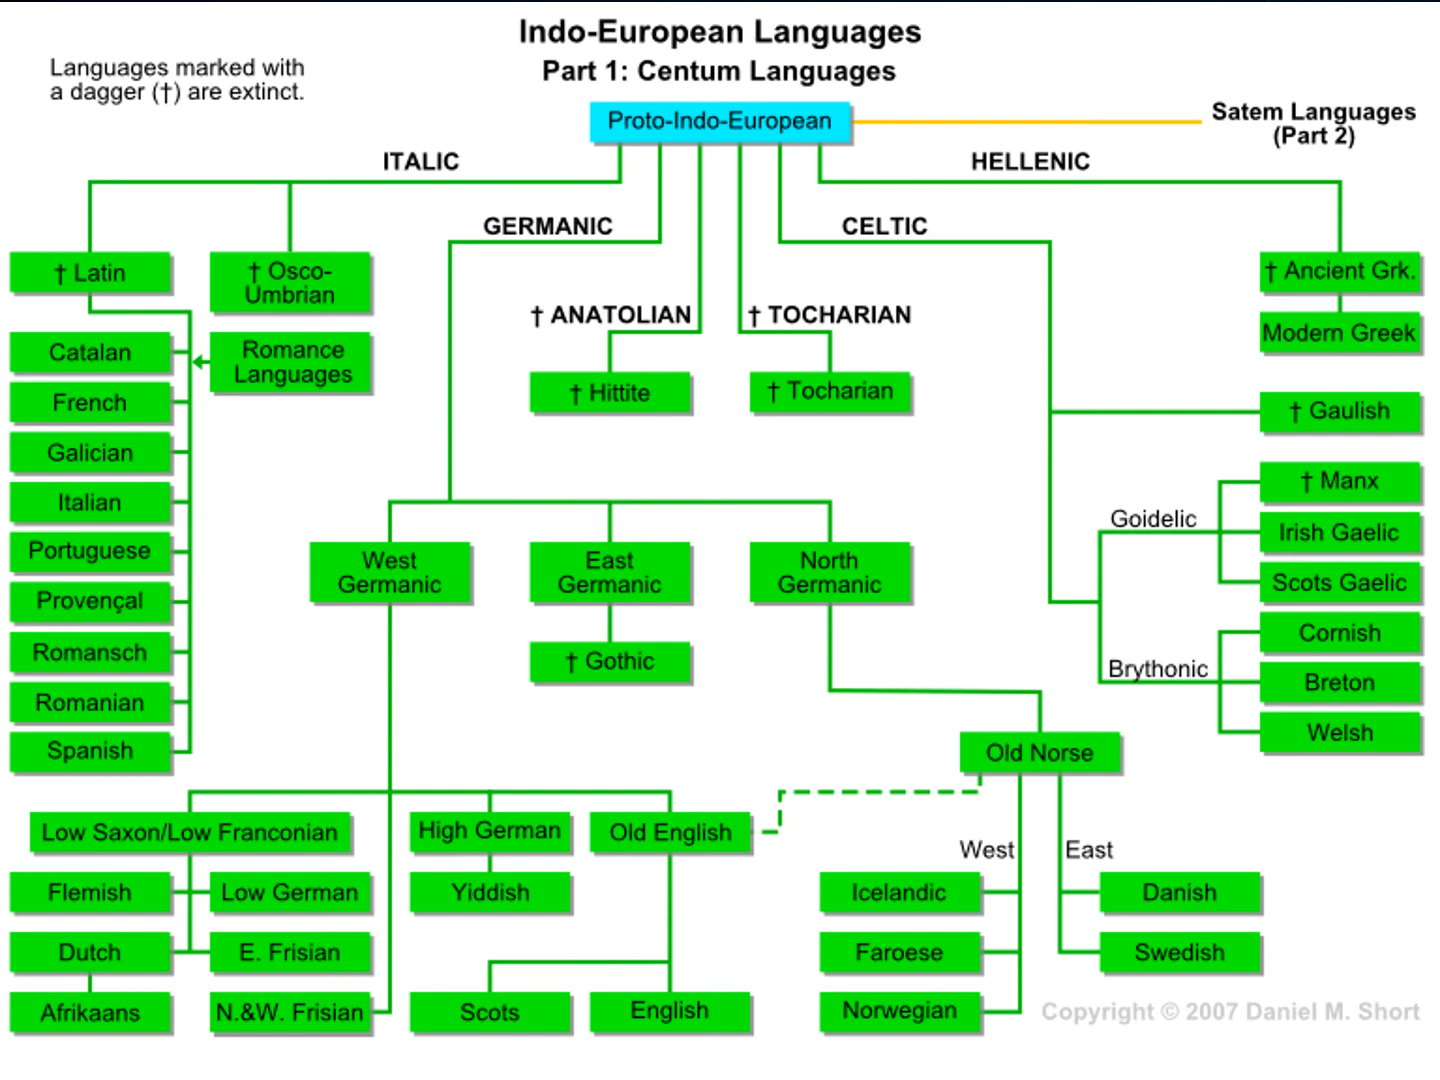 Indo-European Languages
Part 1: Centum Languages
Languages marked with
a dagger (†) are extinct.
Proto-Indo-European
Satem Languages
(Part 2)
ITALIC
HELLENIC
GERMANIC
CELTIC
† Latin
† Osco-
Umbrian
† Ancient Grk.
† ANATOLIAN
† TOCHARIAN
Modern Greek
Catalan
Romance
Languages
† Hittite
† Tocharian
French
† Gaulish
Galician
† Manx
Italian
Goidelic
Irish Gaelic
Portuguese
West
Germanic
East
Germanic
North
Germanic
Scots Gaelic
Provençal
Cornish
Romansch
† Gothic
Brythonic
Breton
Romanian
Welsh
Spanish
Old Norse
Low Saxon/Low Franconian
High German
Old English
West
East
Flemish
Low German
Yiddish
Icelandic
Danish
Dutch
E. Frisian
Faroese
Swedish
Afrikaans
N.&W. Frisian
Scots
English
Norwegian
Copyright © 2007 Daniel M. Short